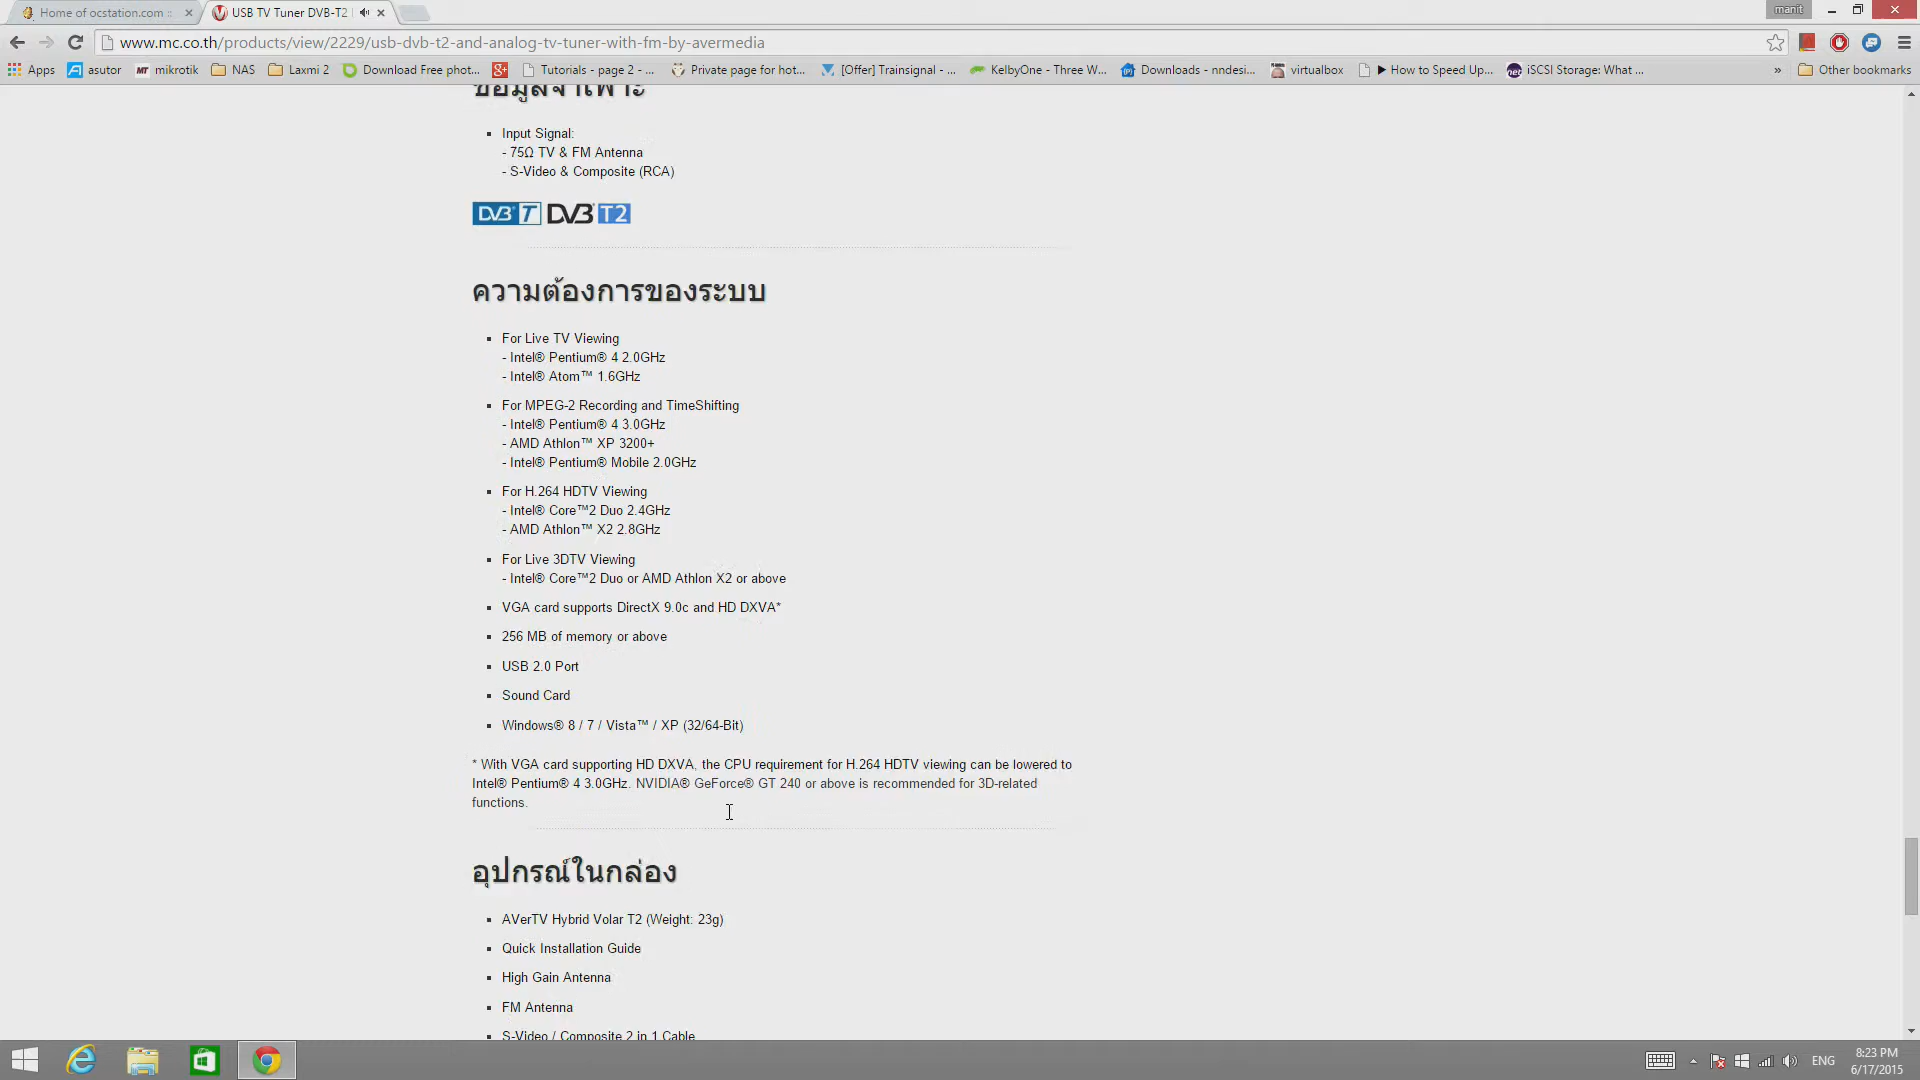 Home of ocstation.com ::
USB TV Tuner DVB-T2
manit
www.mc.co.th/products/view/2229/usb-dvb-t2-and-analog-tv-tuner-with-fm-by-avermedia
Apps asutor mikrotik NAS Laxmi 2 Download Free phot... Tutorials - page 2 - ... Private page for hot... [Offer] Trainsignal - ... KelbyOne - Three W... Downloads - nndesi... virtualbox ▶ How to Speed Up... iSCSI Storage: What ... » Other bookmarks
ข้อมูลจำเพาะ
Input Signal:
- 75Ω TV & FM Antenna
- S-Video & Composite (RCA)
DVB T DVB T2
ความต้องการของระบบ
For Live TV Viewing
- Intel® Pentium® 4 2.0GHz
- Intel® Atom™ 1.6GHz
For MPEG-2 Recording and TimeShifting
- Intel® Pentium® 4 3.0GHz
- AMD Athlon™ XP 3200+
- Intel® Pentium® Mobile 2.0GHz
For H.264 HDTV Viewing
- Intel® Core™2 Duo 2.4GHz
- AMD Athlon™ X2 2.8GHz
For Live 3DTV Viewing
- Intel® Core™2 Duo or AMD Athlon X2 or above
VGA card supports DirectX 9.0c and HD DXVA*
256 MB of memory or above
USB 2.0 Port
Sound Card
Windows® 8 / 7 / Vista™ / XP (32/64-Bit)
* With VGA card supporting HD DXVA, the CPU requirement for H.264 HDTV viewing can be lowered to
Intel® Pentium® 4 3.0GHz. NVIDIA® GeForce® GT 240 or above is recommended for 3D-related
functions.
อุปกรณ์ในกล่อง
AVerTV Hybrid Volar T2 (Weight: 23g)
Quick Installation Guide
High Gain Antenna
FM Antenna
S-Video / Composite 2 in 1 Cable
ENG
8:23 PM
6/17/2015